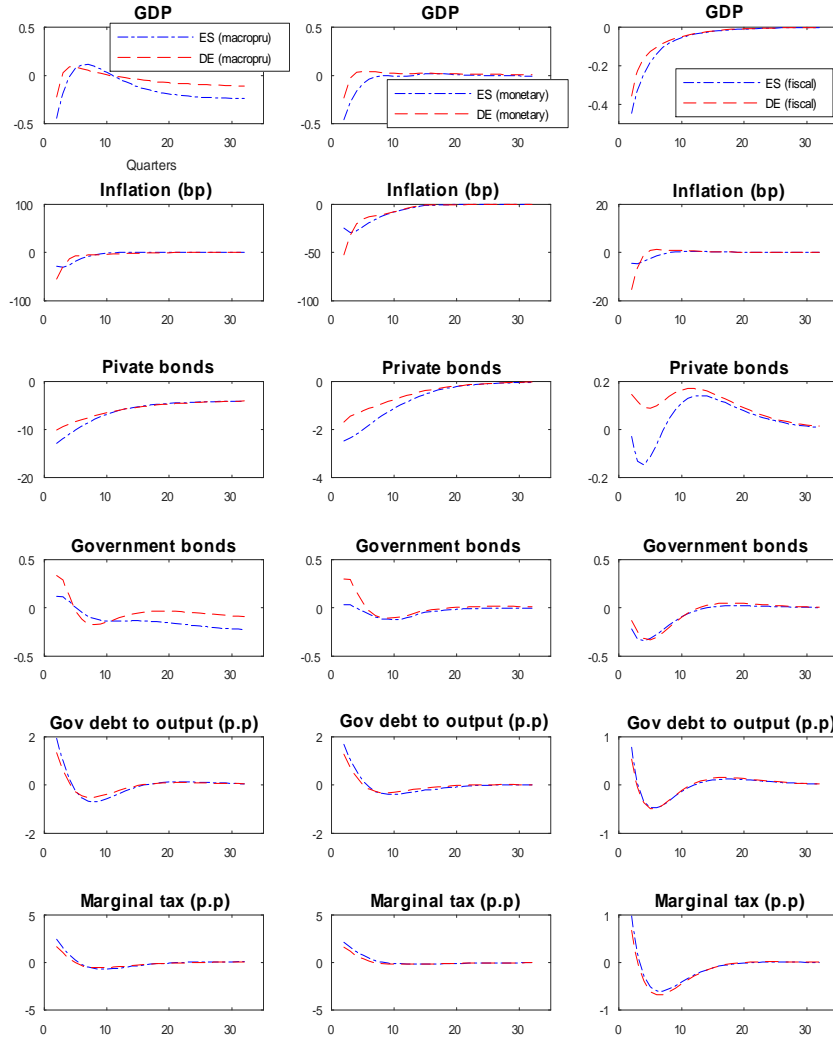 GDP GDP GDP
0.5 0.5 0
ES (macropru)
DE (macropru)
-0.2
0 0
ES (monetary) ES (fiscal)
-0.4
DE (monetary) DE (fiscal)
-0.5 -0.5
0 10 20 30 0 10 20 30 0 10 20 30
Quarters
Inflation (bp) Inflation (bp) Inflation (bp)
100 0 20
0 -50 0
-100 -100 -20
0 10 20 30 0 10 20 30 0 10 20 30
Pivate bonds Private bonds Private bonds
0 0 0.2
-10 -2 0
-20 -4 -0.2
0 10 20 30 0 10 20 30 0 10 20 30
Government bonds Government bonds Government bonds
0.5 0.5 0.5
0 0 0
-0.5 -0.5 -0.5
0 10 20 30 0 10 20 30 0 10 20 30
Gov debt to output (p.p) Gov debt to output (p.p) Gov debt to output (p.p)
2 2 1
0 0 0
-2 -2 -1
0 10 20 30 0 10 20 30 0 10 20 30
Marginal tax (p.p) Marginal tax (p.p) Marginal tax (p.p)
5 5 1
0 0 0
-5 -5 -1
0 10 20 30 0 10 20 30 0 10 20 30